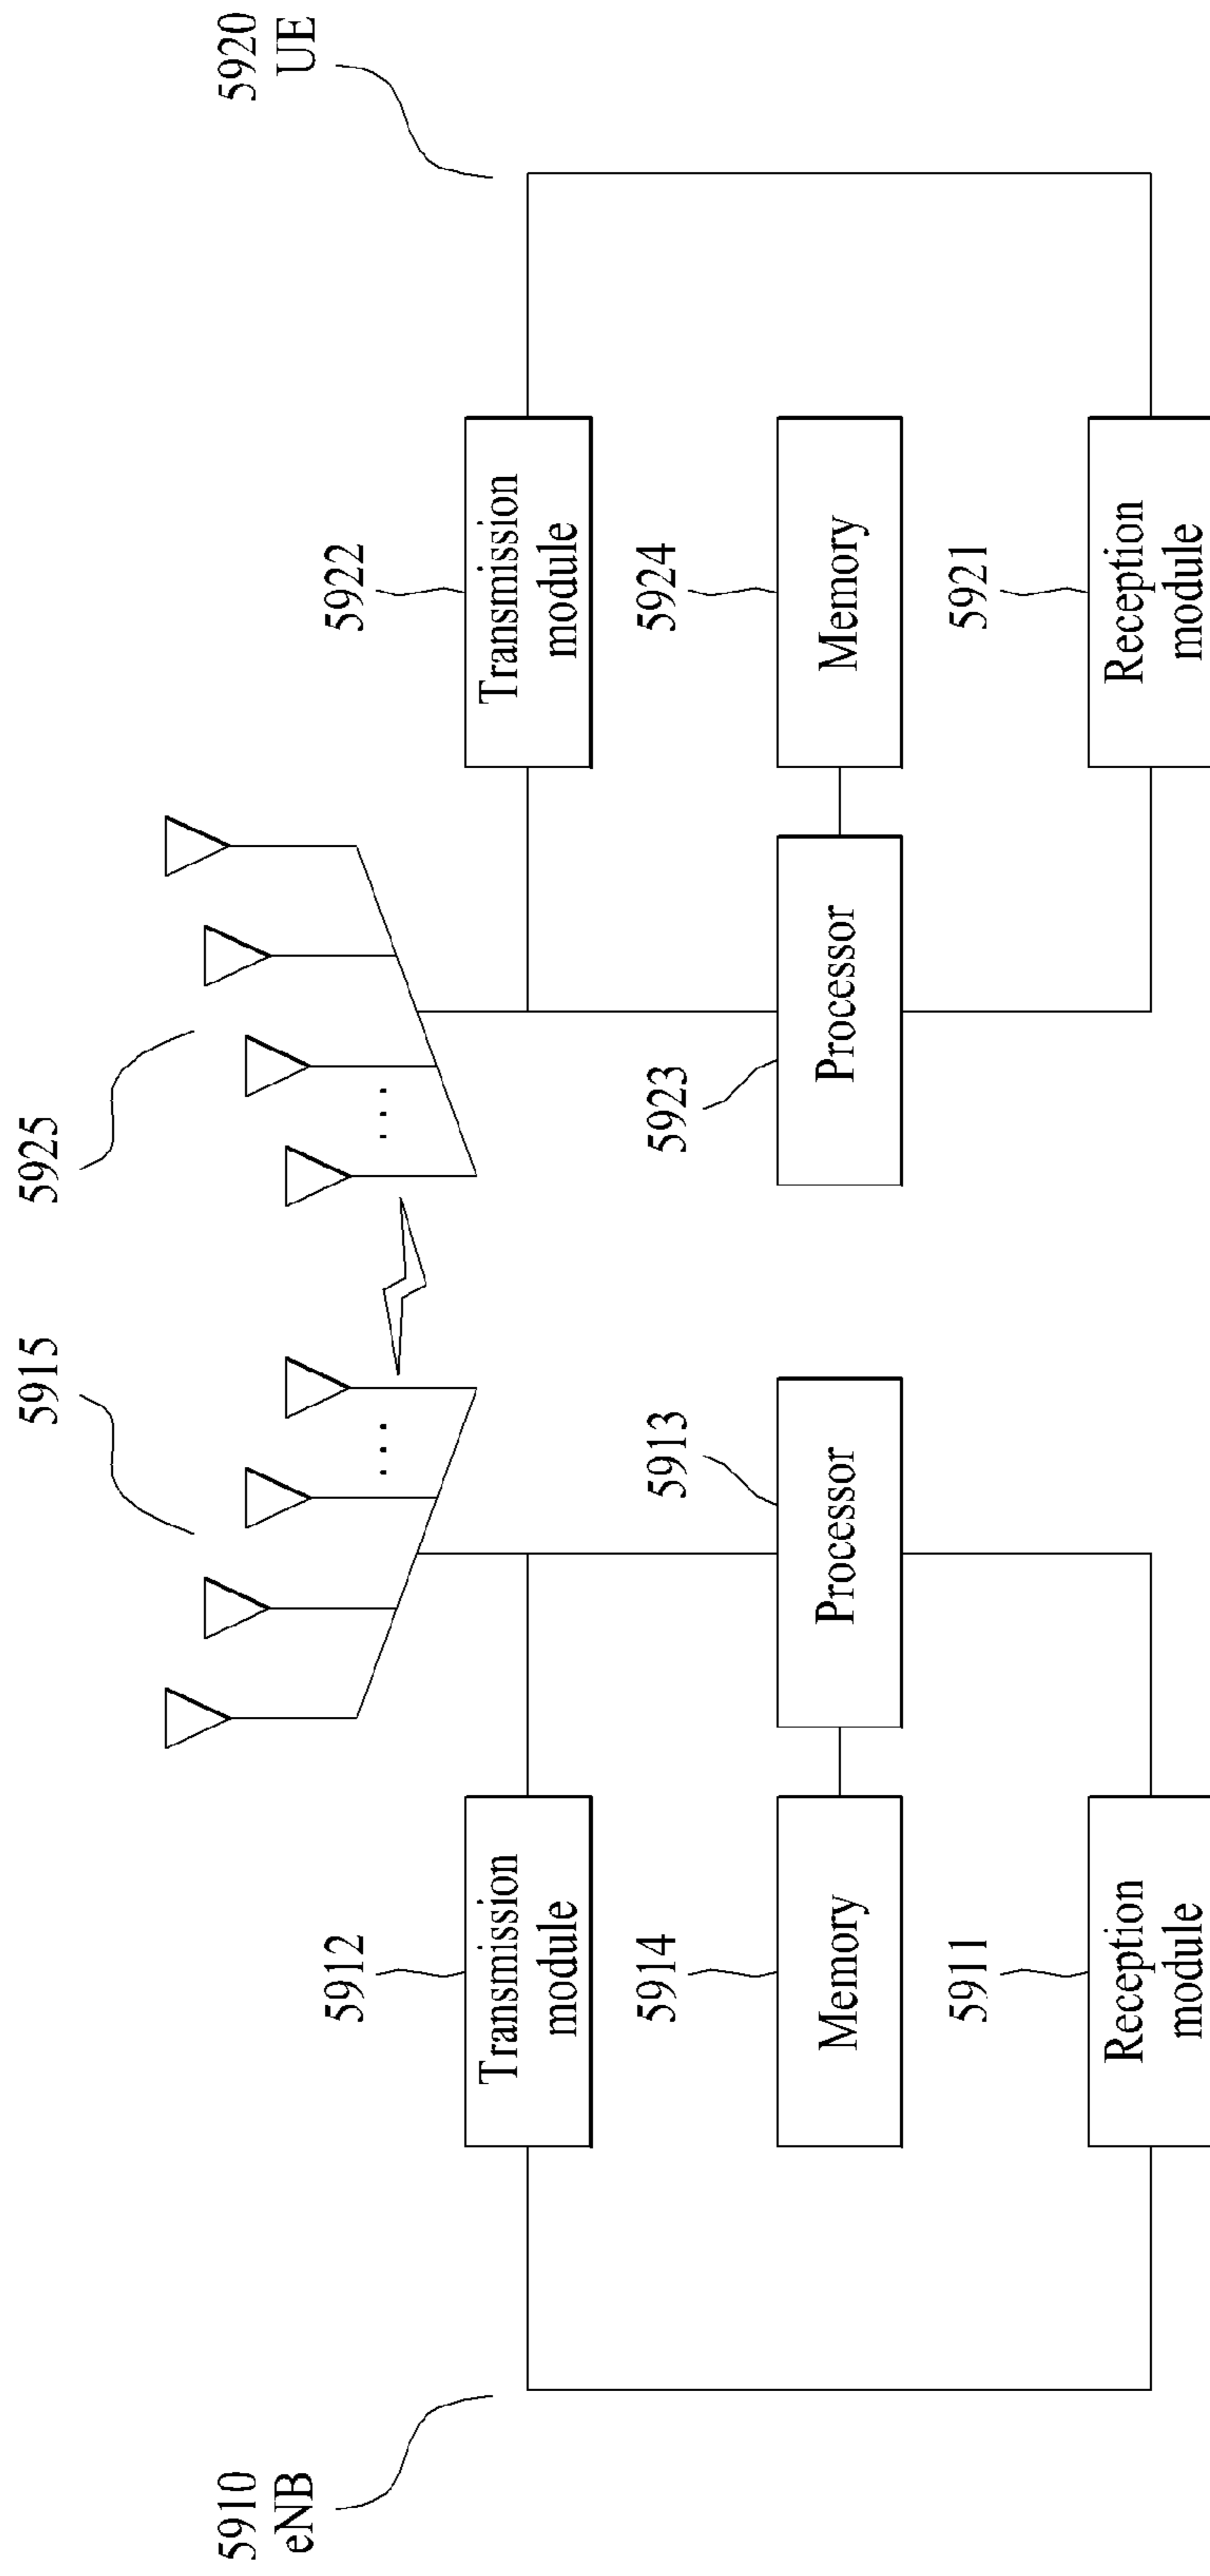 5910
eNB
5920
UE
5915
5925
5912
Transmission
module
5922
Transmission
module
5913
Processor
5923
Processor
5914
Memory
5924
Memory
5911
Reception
module
5921
Reception
module